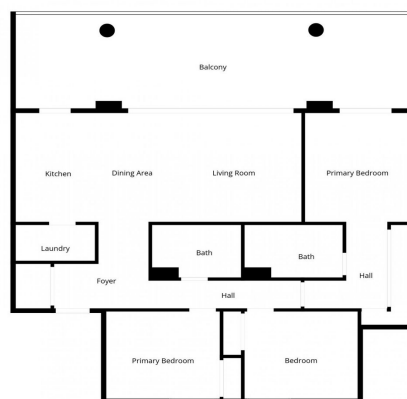 Balcony
Kitchen
Dining Area
Living Room
Primary Bedroom
Laundry
Bath
Bath
Hall
Foyer
Hall
Primary Bedroom
Bedroom